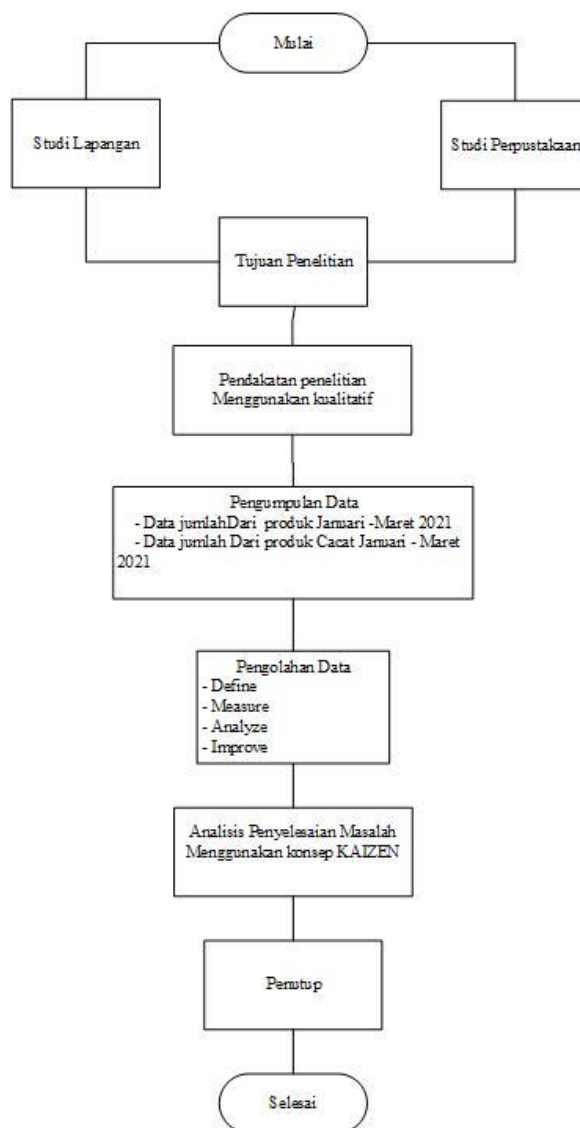 Mulai
Studi Lapangan
Studi Perpustakaan
Tujuan Penelitian
Pendakatan penelitian
Menggunakan kualitatif
Pengumpulan Data
- Data jumlahDari produk Januari -Maret 2021
- Data jumlah Dari produk Cacat Januari - Maret
2021
Pengolahan Data
- Define
- Measure
- Analyze
- Improve
Analisis Penyelesaian Masalah
Menggunakan konsep KAIZEN
Penutup
Selesai